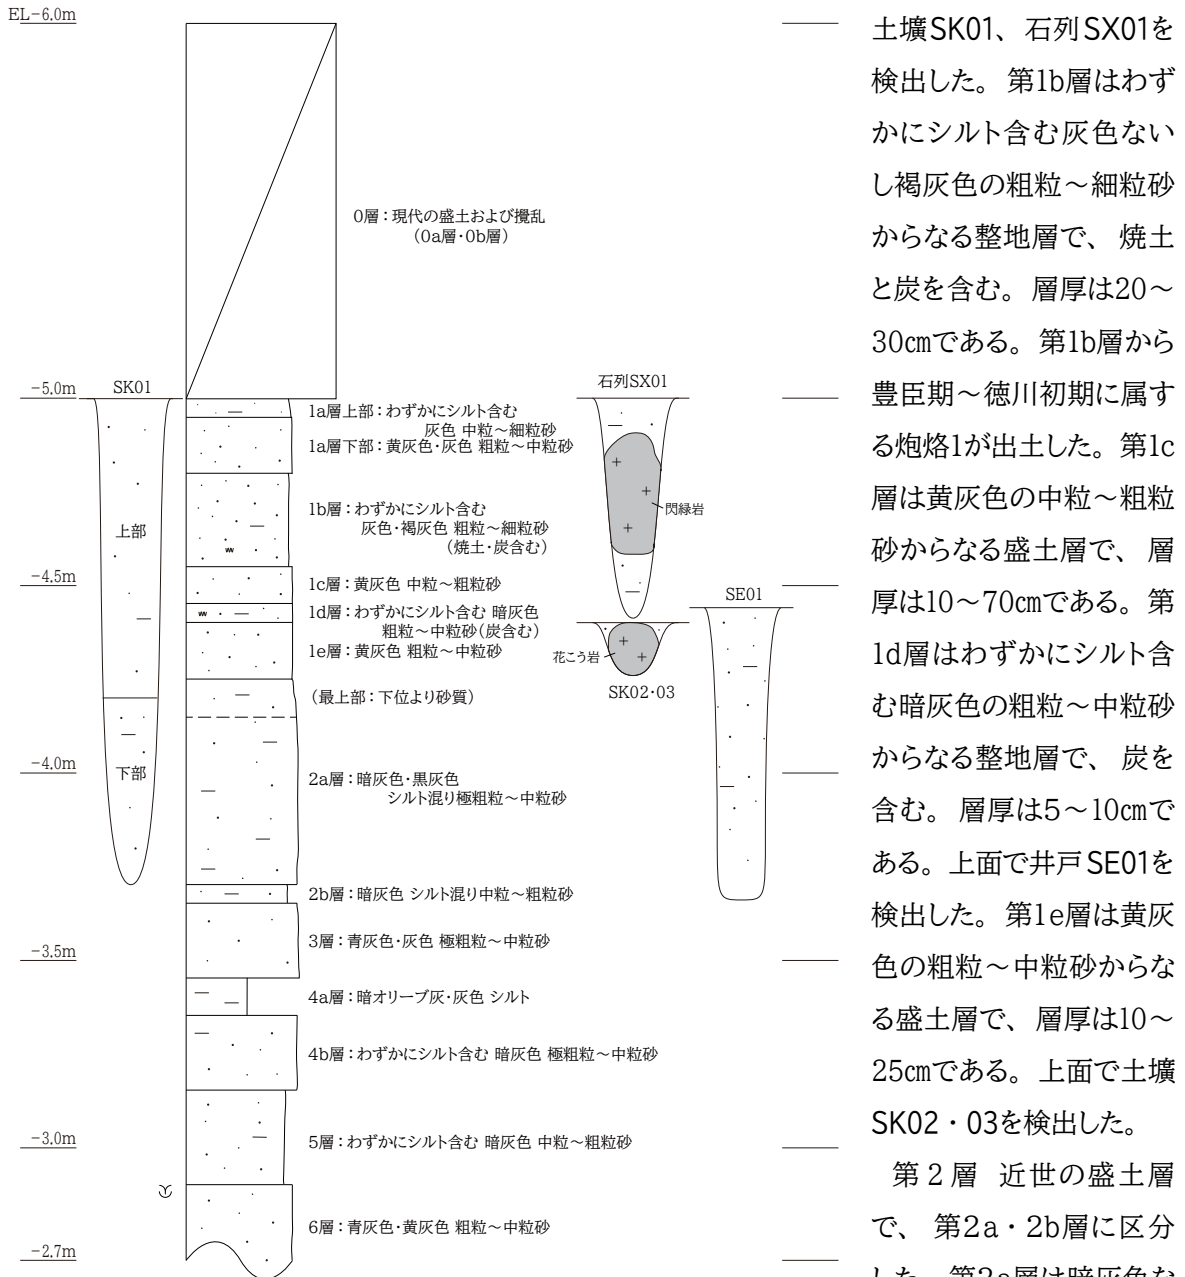 EL-6.0m
0層：現代の盛土および攪乱
（0a層・0b層）
-5.0m
SK01
上部
下部
1a層上部：わずかにシルト含む
灰色 中粒〜細粒砂
1a層下部：黄灰色・灰色 粗粒〜中粒砂
1b層：わずかにシルト含む
灰色・褐灰色 粗粒〜細粒砂
（焼土・炭含む）
-4.5m
1c層：黄灰色 中粒〜粗粒砂
1d層：わずかにシルト含む 暗灰色
粗粒〜中粒砂（炭含む）
1e層：黄灰色 粗粒〜中粒砂
（最上部：下位より砂質）
-4.0m
2a層：暗灰色・黒灰色
シルト混り極粗粒〜中粒砂
2b層：暗灰色 シルト混り中粒〜粗粒砂
3層：青灰色・灰色 極粗粒〜中粒砂
-3.5m
4a層：暗オリーブ灰・灰色 シルト
4b層：わずかにシルト含む 暗灰色 極粗粒〜中粒砂
-3.0m
5層：わずかにシルト含む 暗灰色 中粒〜粗粒砂
6層：青灰色・黄灰色 粗粒〜中粒砂
-2.7m
石列SX01
閃緑岩
花こう岩
SK02・03
SE01
土壙SK01、石列SX01を
検出した。第1b層はわず
かにシルト含む灰色ない
し褐灰色の粗粒〜細粒砂
からなる整地層で、焼土
と炭を含む。層厚は20〜
30㎝である。第1b層から
豊臣期〜徳川初期に属す
る炮烙1が出土した。第1c
層は黄灰色の中粒〜粗粒
砂からなる盛土層で、層
厚は10〜70㎝である。第
1d層はわずかにシルト含
む暗灰色の粗粒〜中粒砂
からなる整地層で、炭を
含む。層厚は5〜10㎝で
ある。上面で井戸SE01を
検出した。第1e層は黄灰
色の粗粒〜中粒砂からな
る盛土層で、層厚は10〜
25㎝である。上面で土壙
SK02・03を検出した。
第２層 近世の盛土層
で、第2a・2b層に区分
した。第2a層は暗灰色な